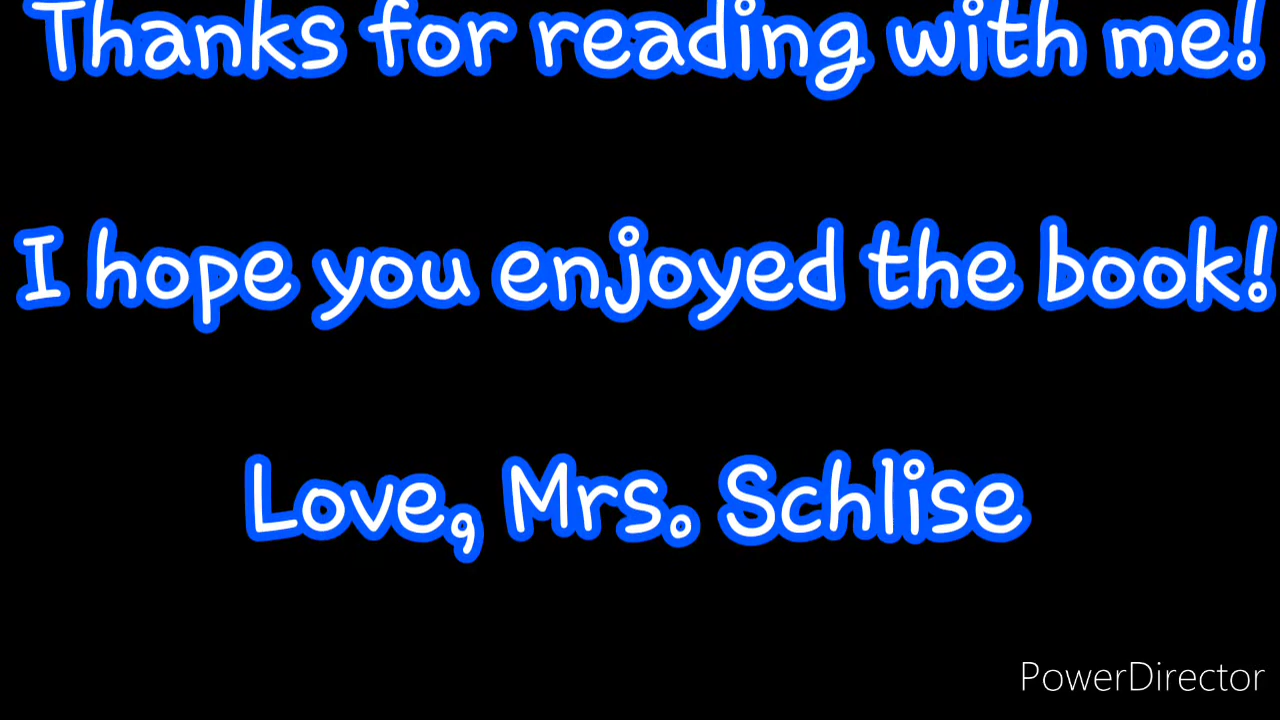 Thanks for reading with me!
I hope you enjoyed the book!
Love, Mrs. Schlise
PowerDirector